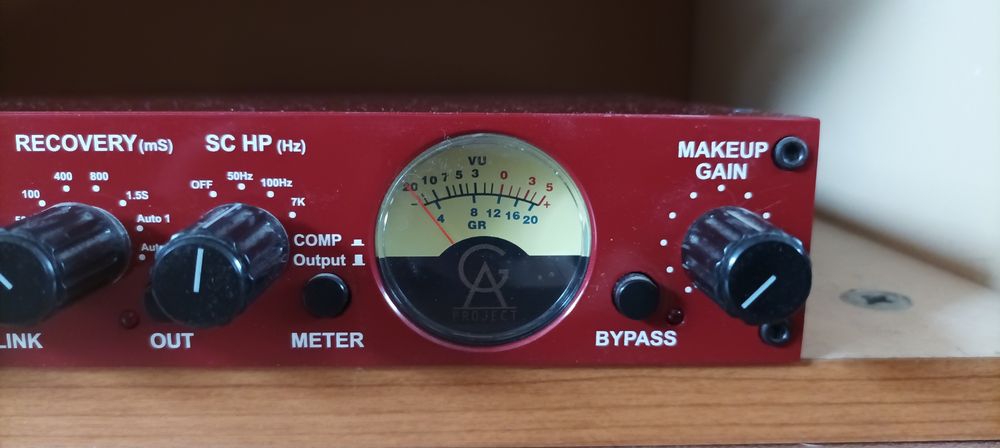 RECOVERY (mS)
100
400
800
1.5S
Auto 1
LINK
SC HP (Hz)
OFF
50Hz
100Hz
7K
OUT
COMP
Output
METER
VU
20 10 7 5 3 0 3 5
- +
4 8 12 16 20
GR
GA
PROJECT
BYPASS
MAKEUP
GAIN